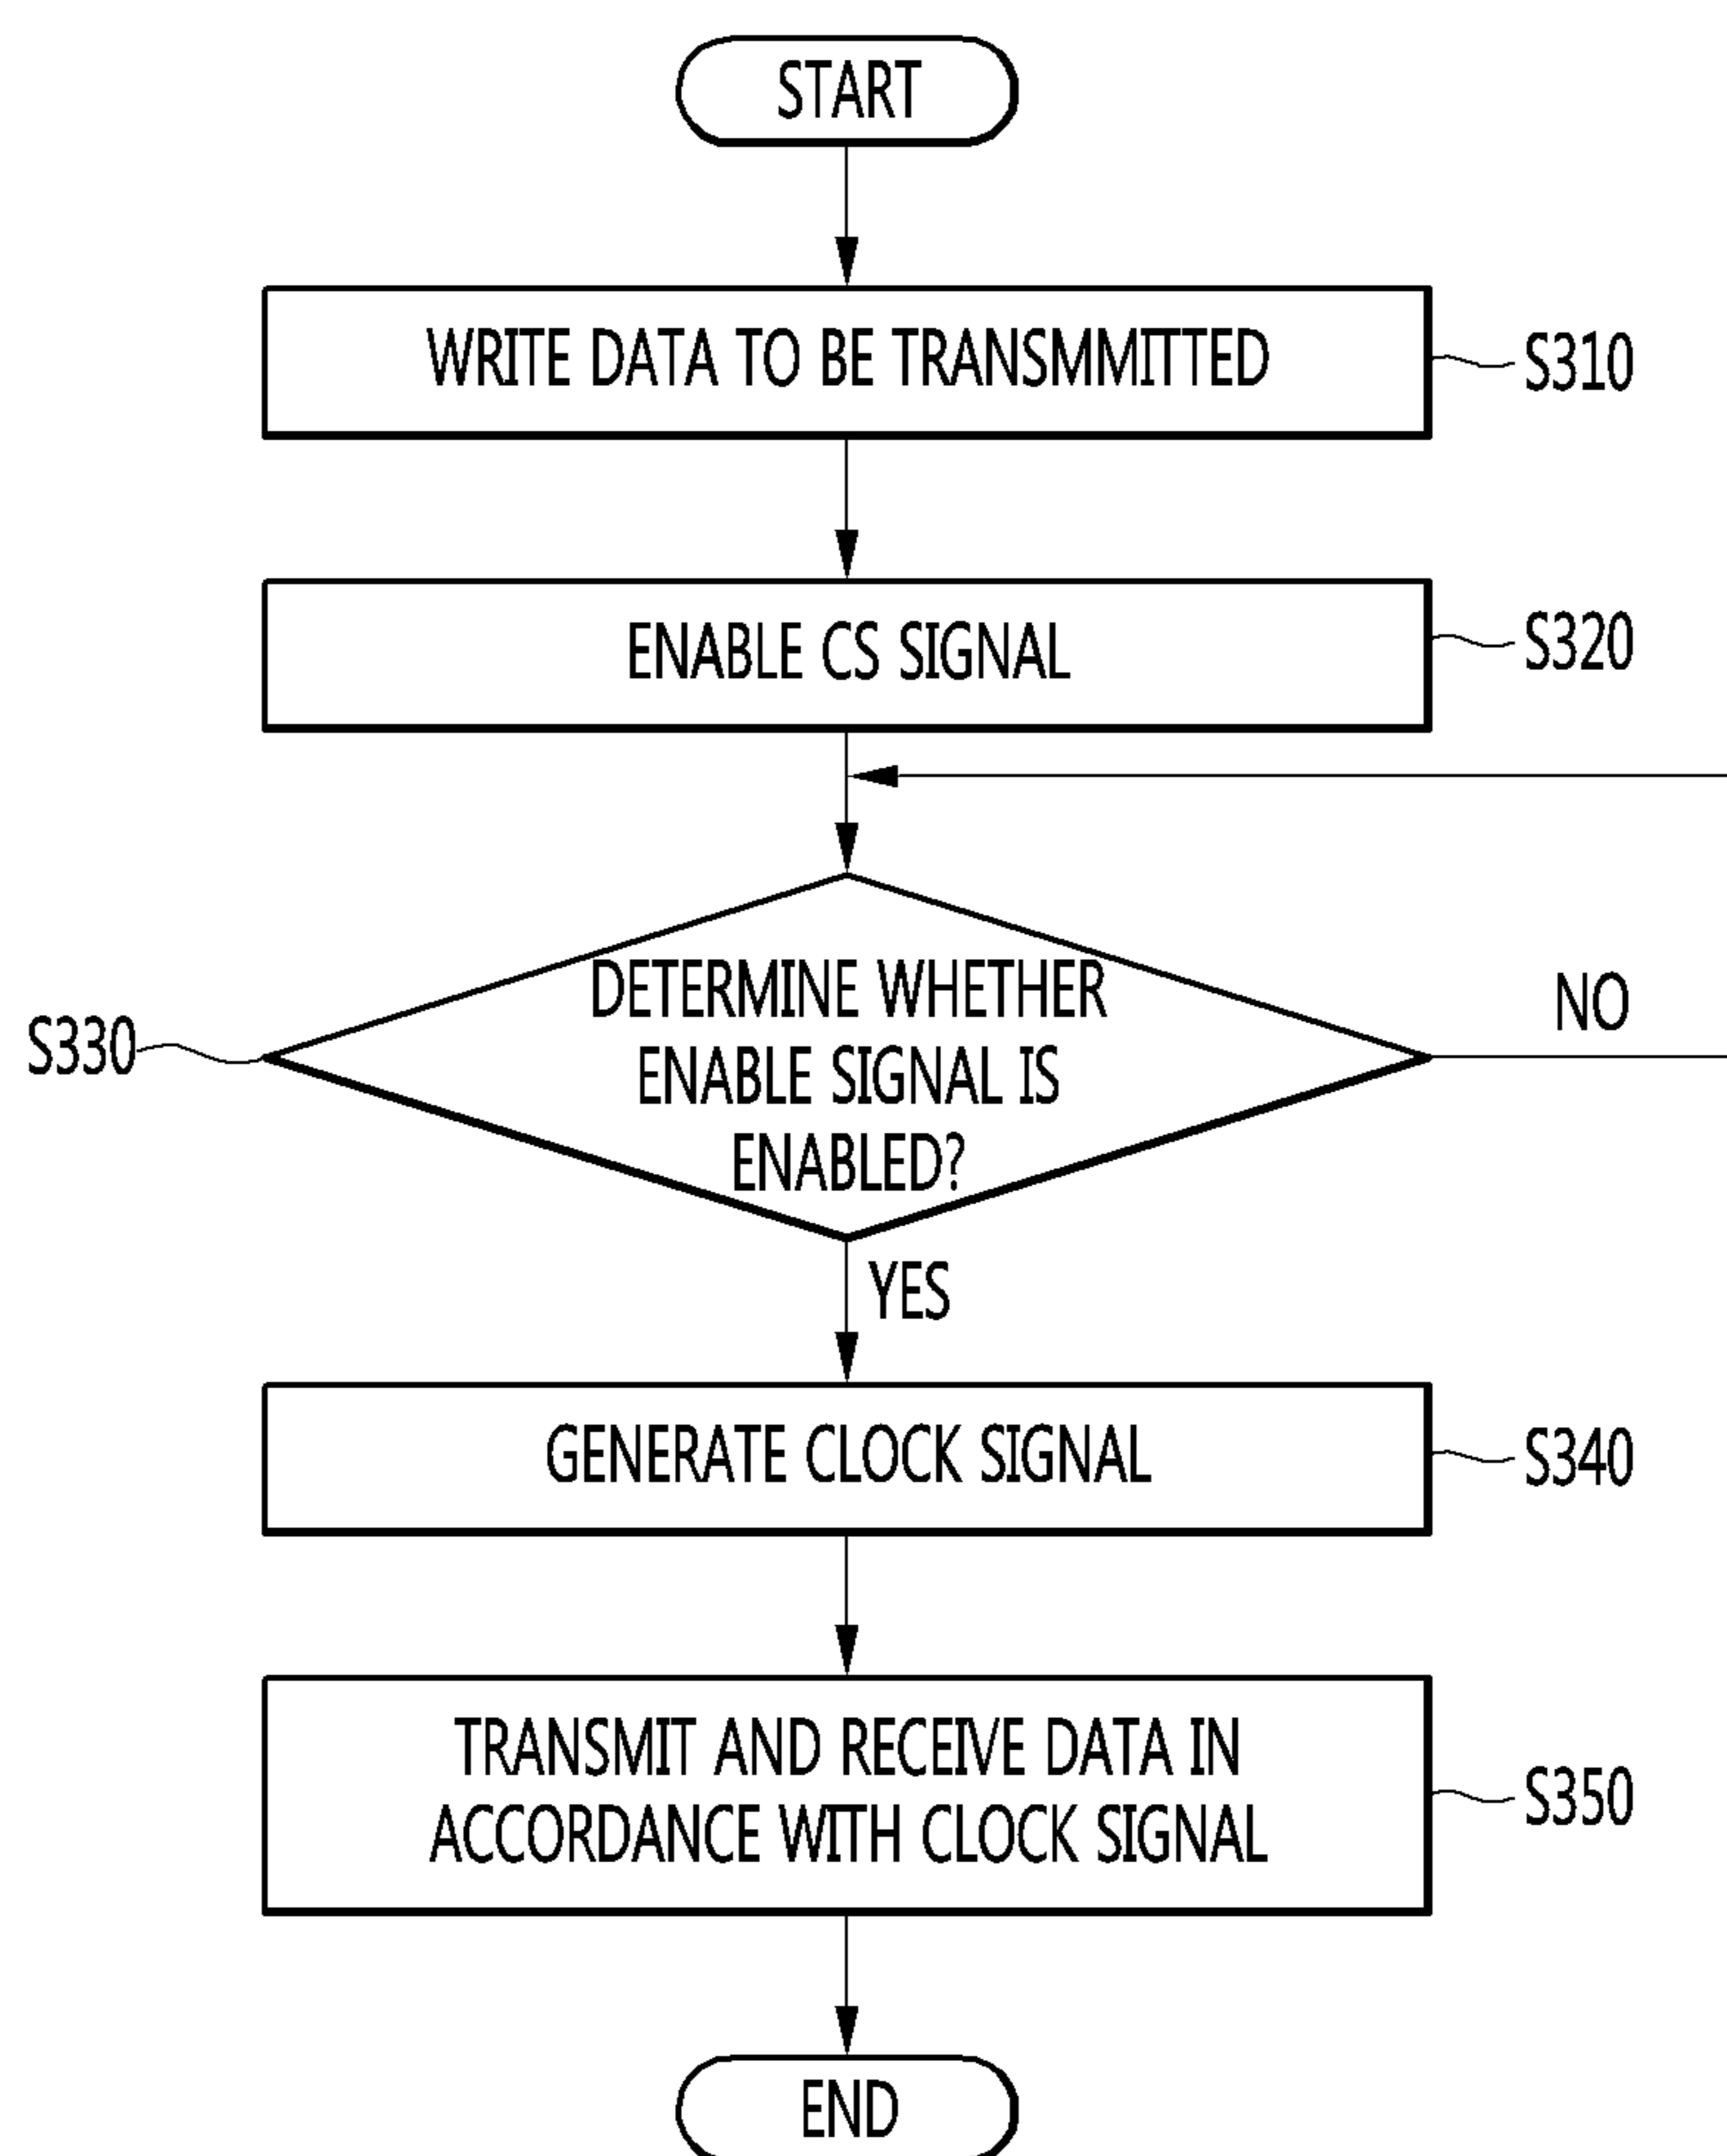 START
WRITE DATA TO BE TRANSMMITTED
S310
ENABLE CS SIGNAL
S320
DETERMINE WHETHER
ENABLE SIGNAL IS
ENABLED?
S330
NO
YES
GENERATE CLOCK SIGNAL
S340
TRANSMIT AND RECEIVE DATA IN
ACCORDANCE WITH CLOCK SIGNAL
S350
END